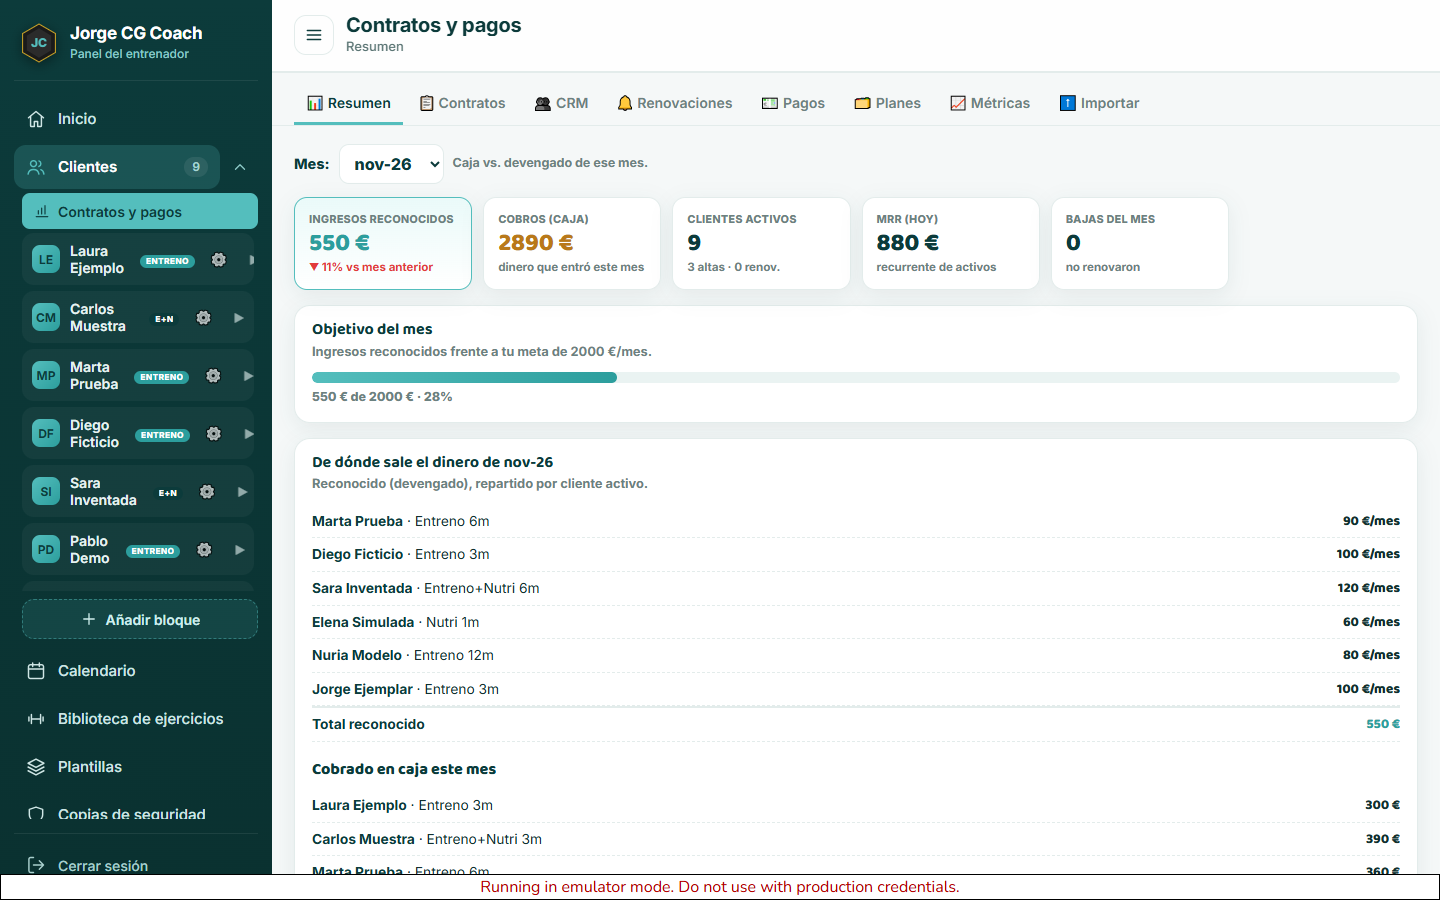 JC
Jorge CG Coach
Panel del entrenador
Inicio
Clientes 9
Contratos y pagos
LE Laura Ejemplo ENTRENO
CM Carlos Muestra E+N
MP Marta Prueba ENTRENO
DF Diego Ficticio ENTRENO
SI Sara Inventada E+N
PD Pablo Demo ENTRENO
+ Añadir bloque
Calendario
Biblioteca de ejercicios
Plantillas
Copias de seguridad
Cerrar sesión
Contratos y pagos
Resumen
Resumen Contratos CRM Renovaciones Pagos Planes Métricas Importar
Mes: nov-26 Caja vs. devengado de ese mes.
INGRESOS RECONOCIDOS
550 €
▼ 11% vs mes anterior
COBROS (CAJA)
2890 €
dinero que entró este mes
CLIENTES ACTIVOS
9
3 altas · 0 renov.
MRR (HOY)
880 €
recurrente de activos
BAJAS DEL MES
0
no renovaron
Objetivo del mes
Ingresos reconocidos frente a tu meta de 2000 €/mes.
550 € de 2000 € · 28%
De dónde sale el dinero de nov-26
Reconocido (devengado), repartido por cliente activo.
Marta Prueba · Entreno 6m 90 €/mes
Diego Ficticio · Entreno 3m 100 €/mes
Sara Inventada · Entreno+Nutri 6m 120 €/mes
Elena Simulada · Nutri 1m 60 €/mes
Nuria Modelo · Entreno 12m 80 €/mes
Jorge Ejemplar · Entreno 3m 100 €/mes
Total reconocido 550 €
Cobrado en caja este mes
Laura Ejemplo · Entreno 3m 300 €
Carlos Muestra · Entreno+Nutri 3m 390 €
Marta Prueba · Entreno 6m 360 €
Running in emulator mode. Do not use with production credentials.